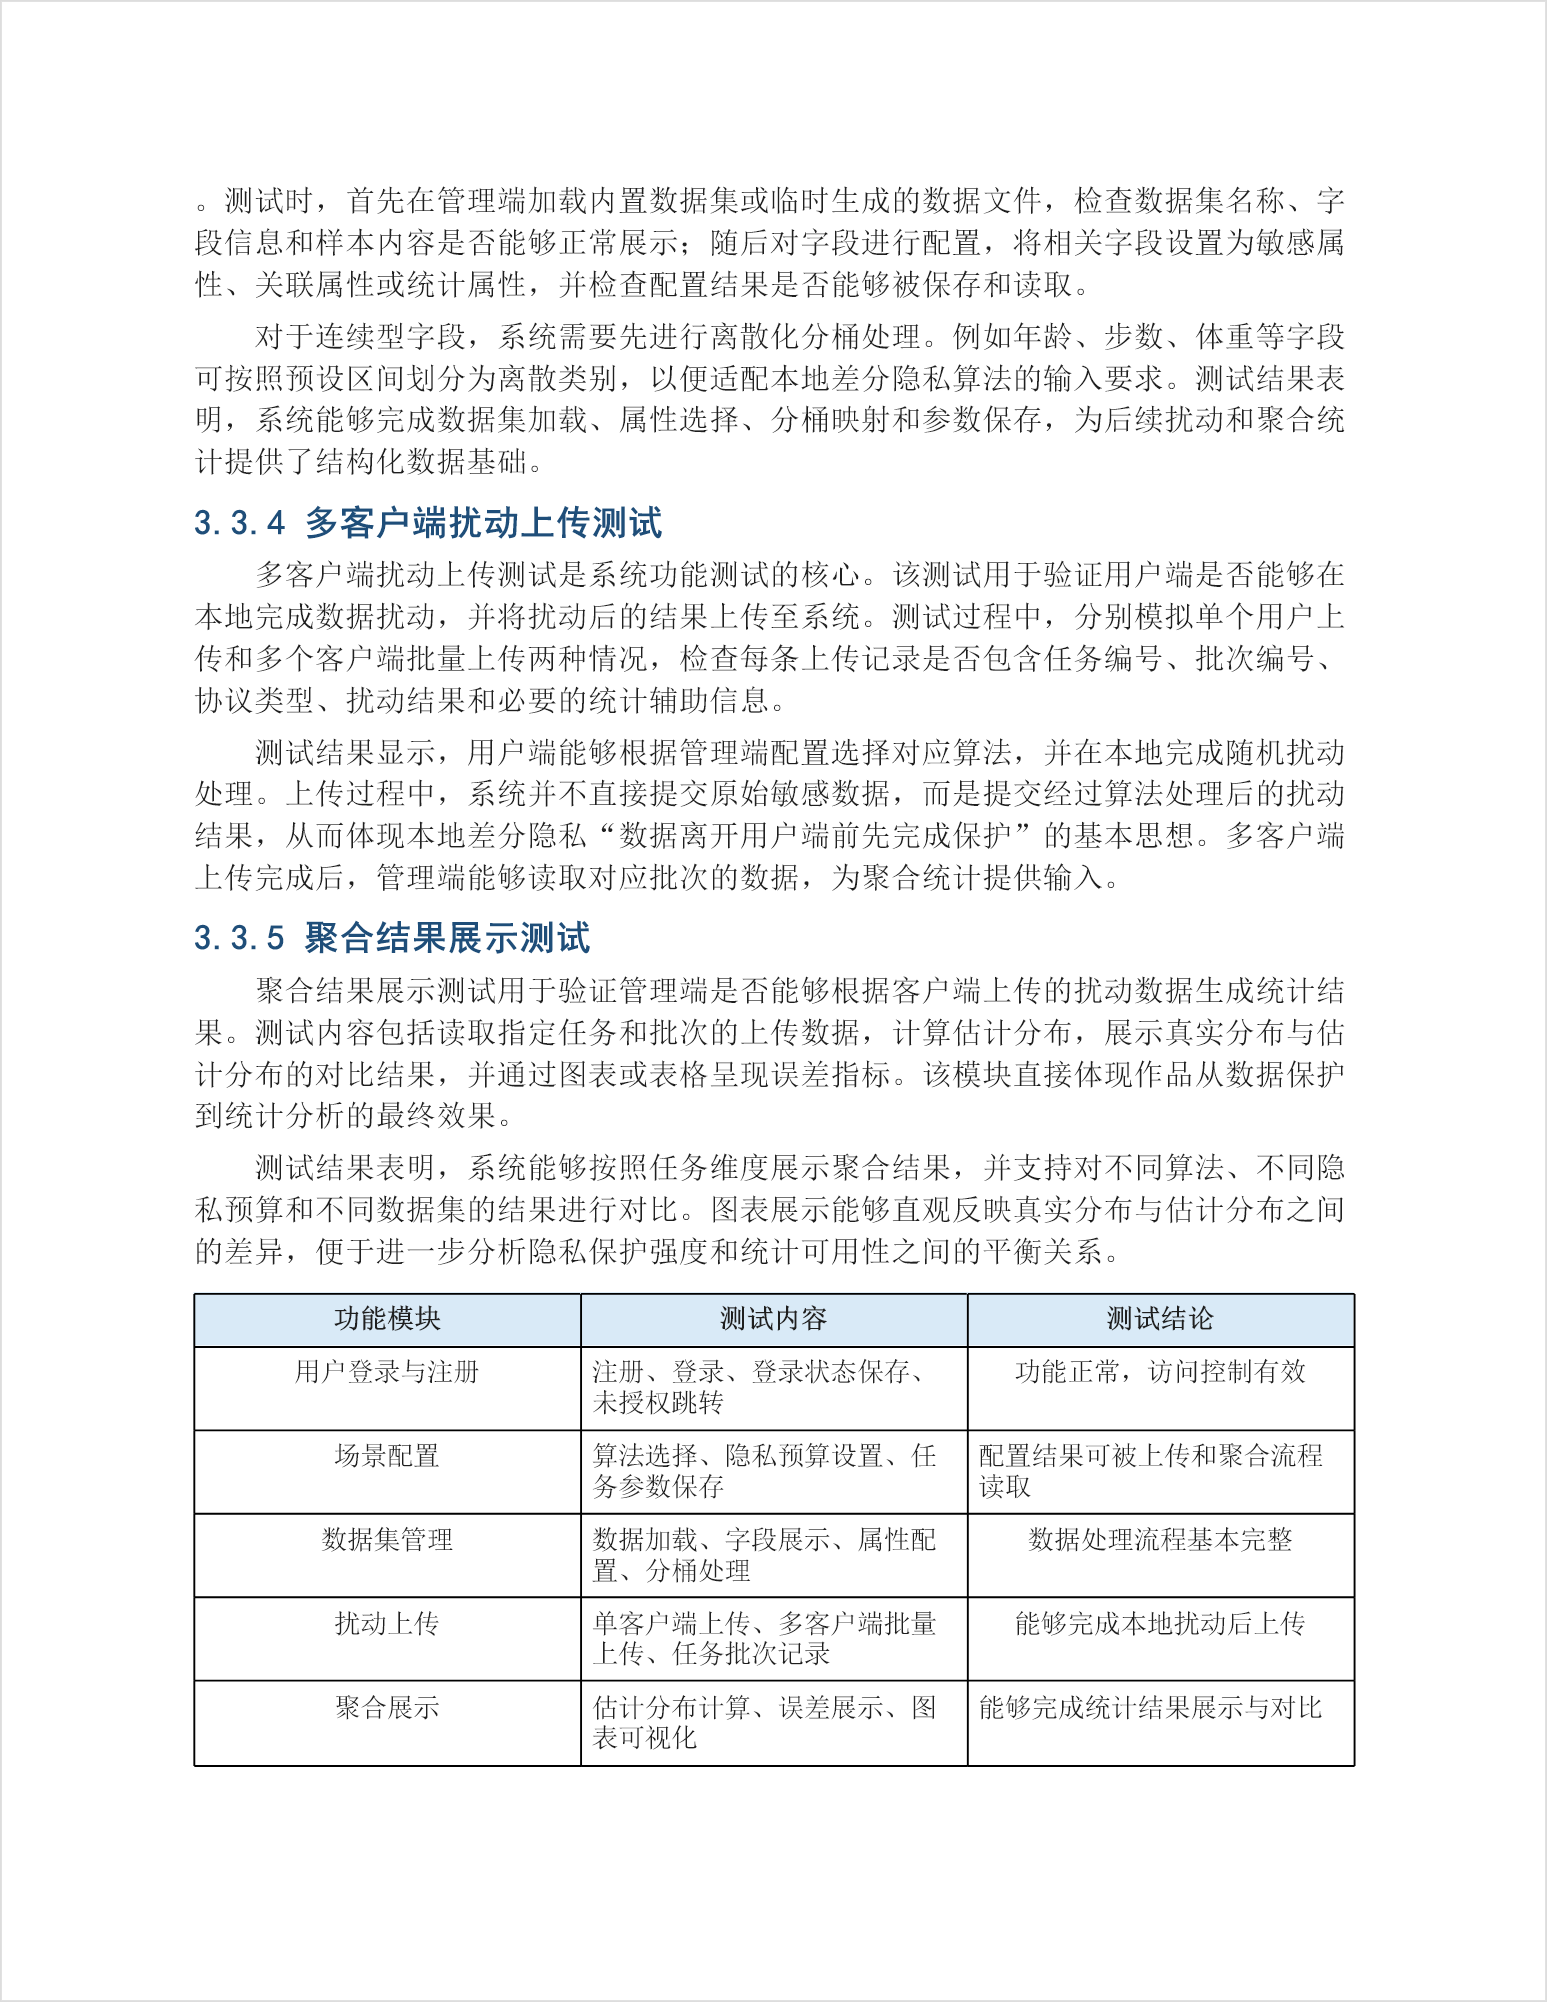 。测试时，首先在管理端加载内置数据集或临时生成的数据文件，检查数据集名称、字
段信息和样本内容是否能够正常展示；随后对字段进行配置，将相关字段设置为敏感属
性、关联属性或统计属性，并检查配置结果是否能够被保存和读取。
对于连续型字段，系统需要先进行离散化分桶处理。例如年龄、步数、体重等字段
可按照预设区间划分为离散类别，以便适配本地差分隐私算法的输入要求。测试结果表
明，系统能够完成数据集加载、属性选择、分桶映射和参数保存，为后续扰动和聚合统
计提供了结构化数据基础。
3.3.4 多客户端扰动上传测试
多客户端扰动上传测试是系统功能测试的核心。该测试用于验证用户端是否能够在
本地完成数据扰动，并将扰动后的结果上传至系统。测试过程中，分别模拟单个用户上
传和多个客户端批量上传两种情况，检查每条上传记录是否包含任务编号、批次编号、
协议类型、扰动结果和必要的统计辅助信息。
测试结果显示，用户端能够根据管理端配置选择对应算法，并在本地完成随机扰动
处理。上传过程中，系统并不直接提交原始敏感数据，而是提交经过算法处理后的扰动
结果，从而体现本地差分隐私“数据离开用户端前先完成保护”的基本思想。多客户端
上传完成后，管理端能够读取对应批次的数据，为聚合统计提供输入。
3.3.5 聚合结果展示测试
聚合结果展示测试用于验证管理端是否能够根据客户端上传的扰动数据生成统计结
果。测试内容包括读取指定任务和批次的上传数据，计算估计分布，展示真实分布与估
计分布的对比结果，并通过图表或表格呈现误差指标。该模块直接体现作品从数据保护
到统计分析的最终效果。
测试结果表明，系统能够按照任务维度展示聚合结果，并支持对不同算法、不同隐
私预算和不同数据集的结果进行对比。图表展示能够直观反映真实分布与估计分布之间
的差异，便于进一步分析隐私保护强度和统计可用性之间的平衡关系。
功能模块 测试内容 测试结论
用户登录与注册 注册、登录、登录状态保存、 功能正常，访问控制有效
未授权跳转
场景配置 算法选择、隐私预算设置、任 配置结果可被上传和聚合流程
务参数保存 读取
数据集管理 数据加载、字段展示、属性配 数据处理流程基本完整
置、分桶处理
扰动上传 单客户端上传、多客户端批量 能够完成本地扰动后上传
上传、任务批次记录
聚合展示 估计分布计算、误差展示、图 能够完成统计结果展示与对比
表可视化